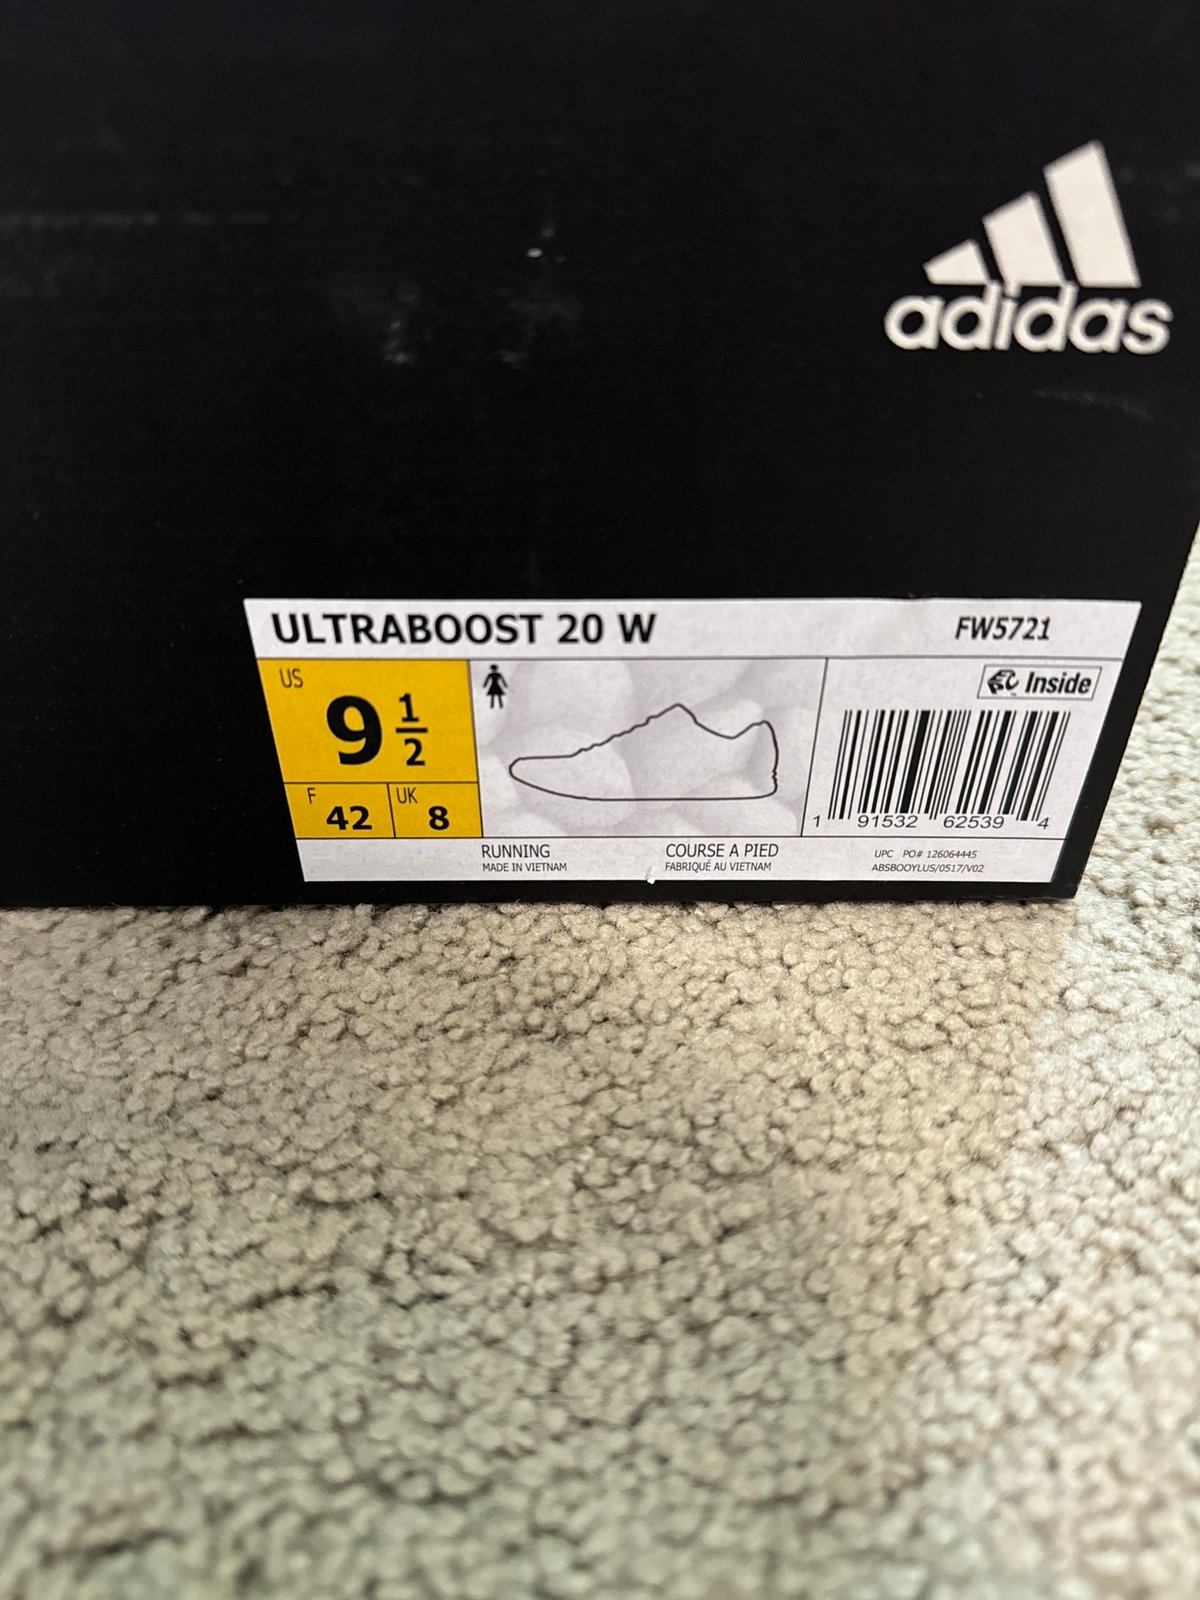 adidas
ULTRABOOST 20 W
FW5721
US
9 1/2
F 42
UK 8
Inside
1 91532 62539 4
RUNNING
MADE IN VIETNAM
COURSE A PIED
FABRIQUÉ AU VIETNAM
UPC PO# 126064445
ABSBOOYLUS/0517/V02